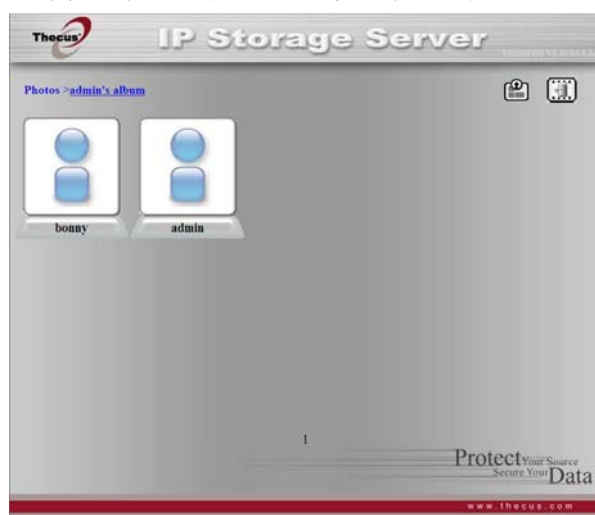 Thecus
IP Storage Server
Photos >admin's album
bonny
admin
1
Protect Your Source
Secure Your Data
www.thecus.com